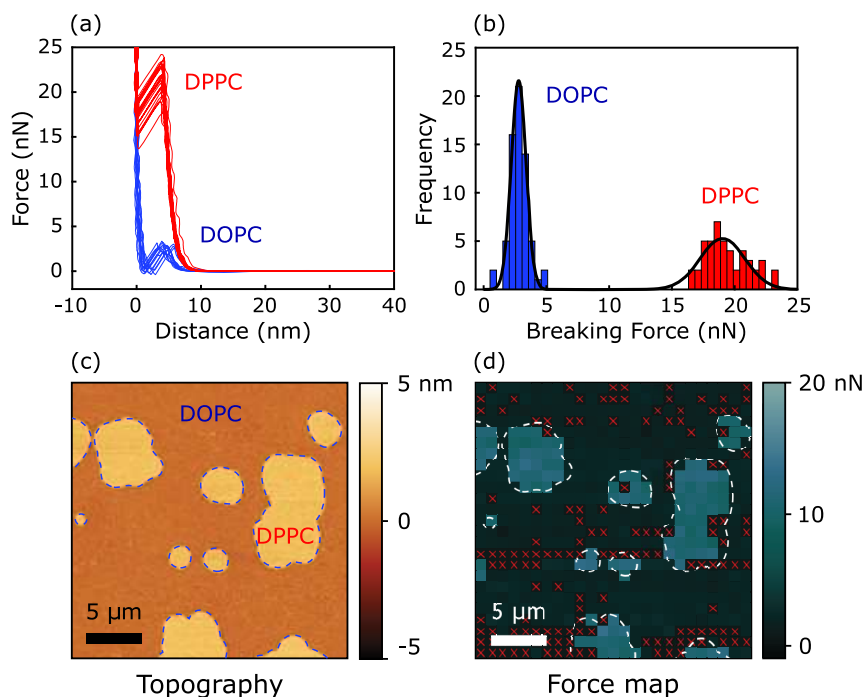 (a)
25
20
15
10
5
0
Force (nN)
DPPC
DOPC
-10 0 10 20 30 40
Distance (nm)
(b)
25
20
15
10
5
0
Frequency
DOPC
DPPC
0 5 10 15 20 25
Breaking Force (nN)
(c)
DOPC
DPPC
5 µm
5 nm
0
-5
Topography
(d)
5 µm
20 nN
10
0
Force map